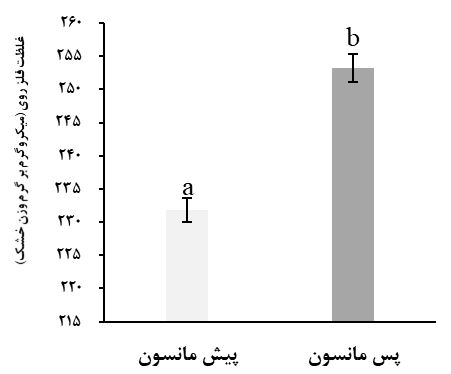 غلظت فلز روی (میکروگرم بر گرم وزن خشک)
۲۶۰
۲۵۵
۲۵۰
۲۴۵
۲۴۰
۲۳۵
۲۳۰
۲۲۵
۲۲۰
۲۱۵
a
b
پیش مانسون
پس مانسون